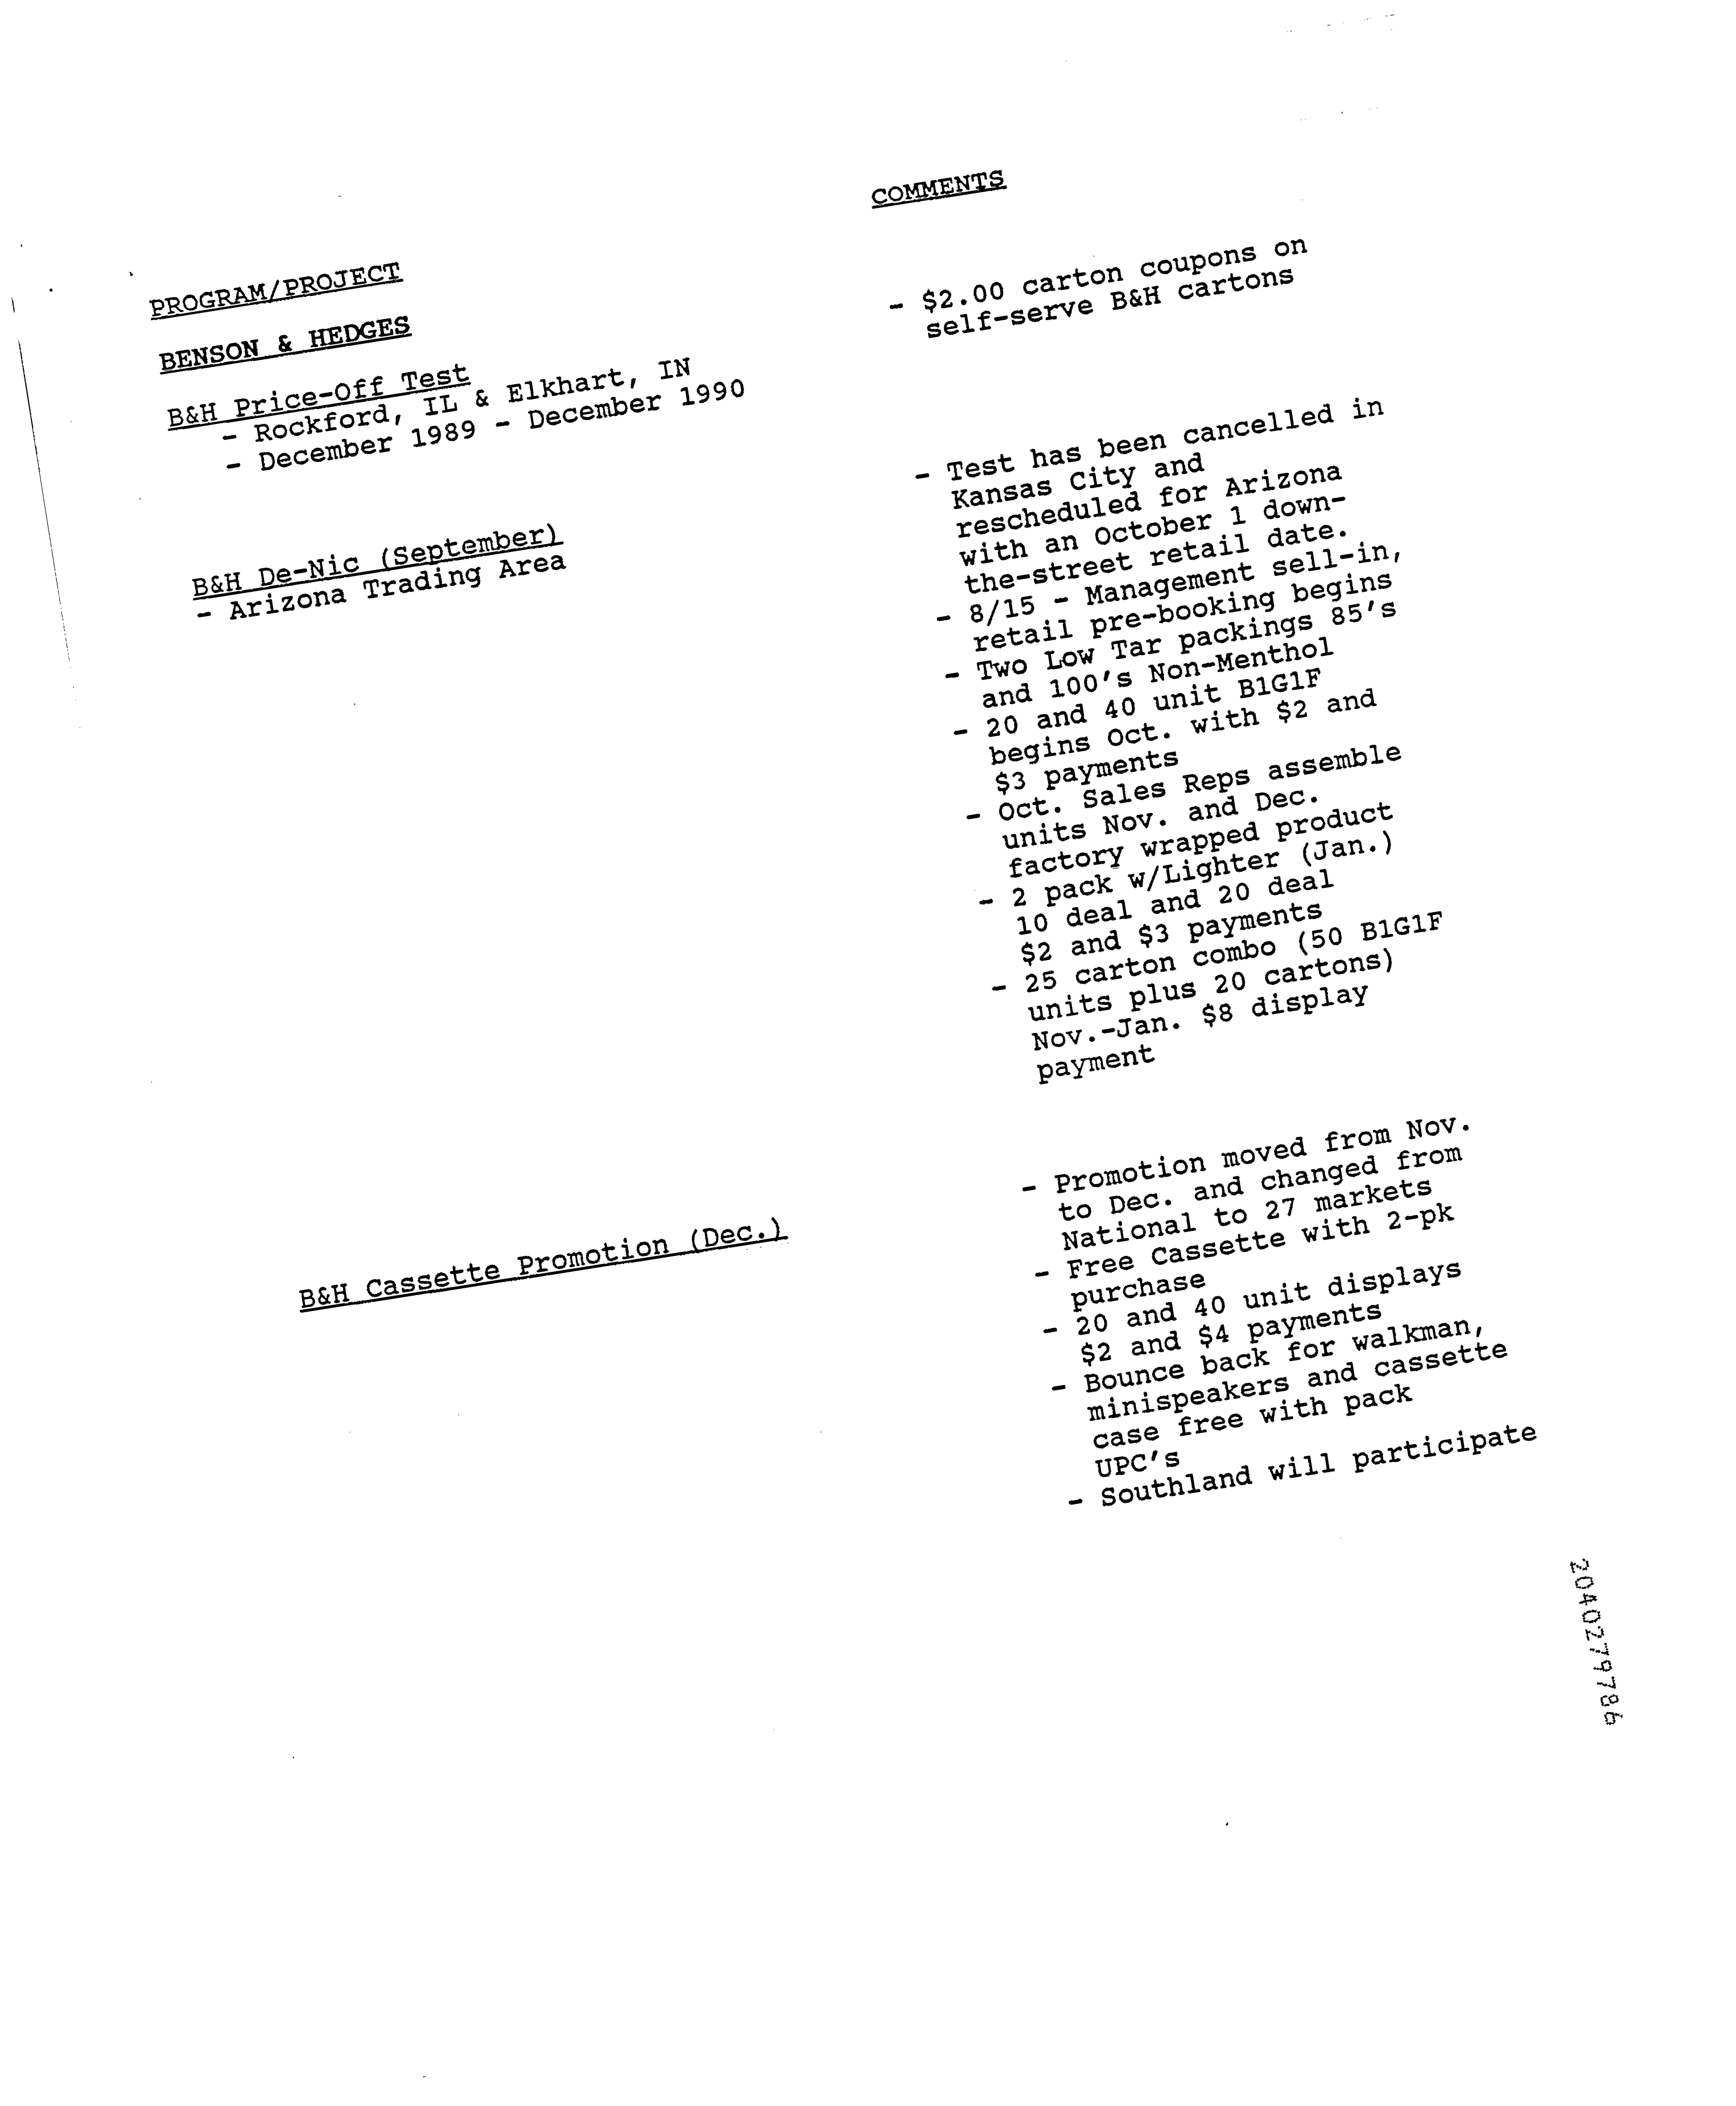 COMMENTS
PROGRAM/PROJECT
BENSON & HEDGES
B&H Price-Off Test
- Rockford, IL & Elkhart, IN
- December 1989 - December 1990
- $2.00 carton coupons on
self-serve B&H cartons
B&H De-Nic (September)
- Arizona Trading Area
- Test has been cancelled in
Kansas City and
rescheduled for Arizona
with an October 1 down-
the-street retail date.
- 8/15 - Management sell-in,
retail pre-booking begins
- Two Low Tar packings 85's
and 100's Non-Menthol
- 20 and 40 unit B1G1F
begins Oct. with $2 and
$3 payments
- Oct. Sales Reps assemble
units Nov. and Dec.
factory wrapped product
- 2 pack w/Lighter (Jan.)
10 deal and 20 deal
$2 and $3 payments
- 25 carton combo (50 B1G1F
units plus 20 cartons)
Nov.-Jan. $8 display
payment
B&H Cassette Promotion (Dec.)
- Promotion moved from Nov.
to Dec. and changed from
National to 27 markets
- Free Cassette with 2-pk
purchase
- 20 and 40 unit displays
$2 and $4 payments
- Bounce back for walkman,
minispeakers and cassette
case free with pack
UPC's
- Southland will participate
2040279786